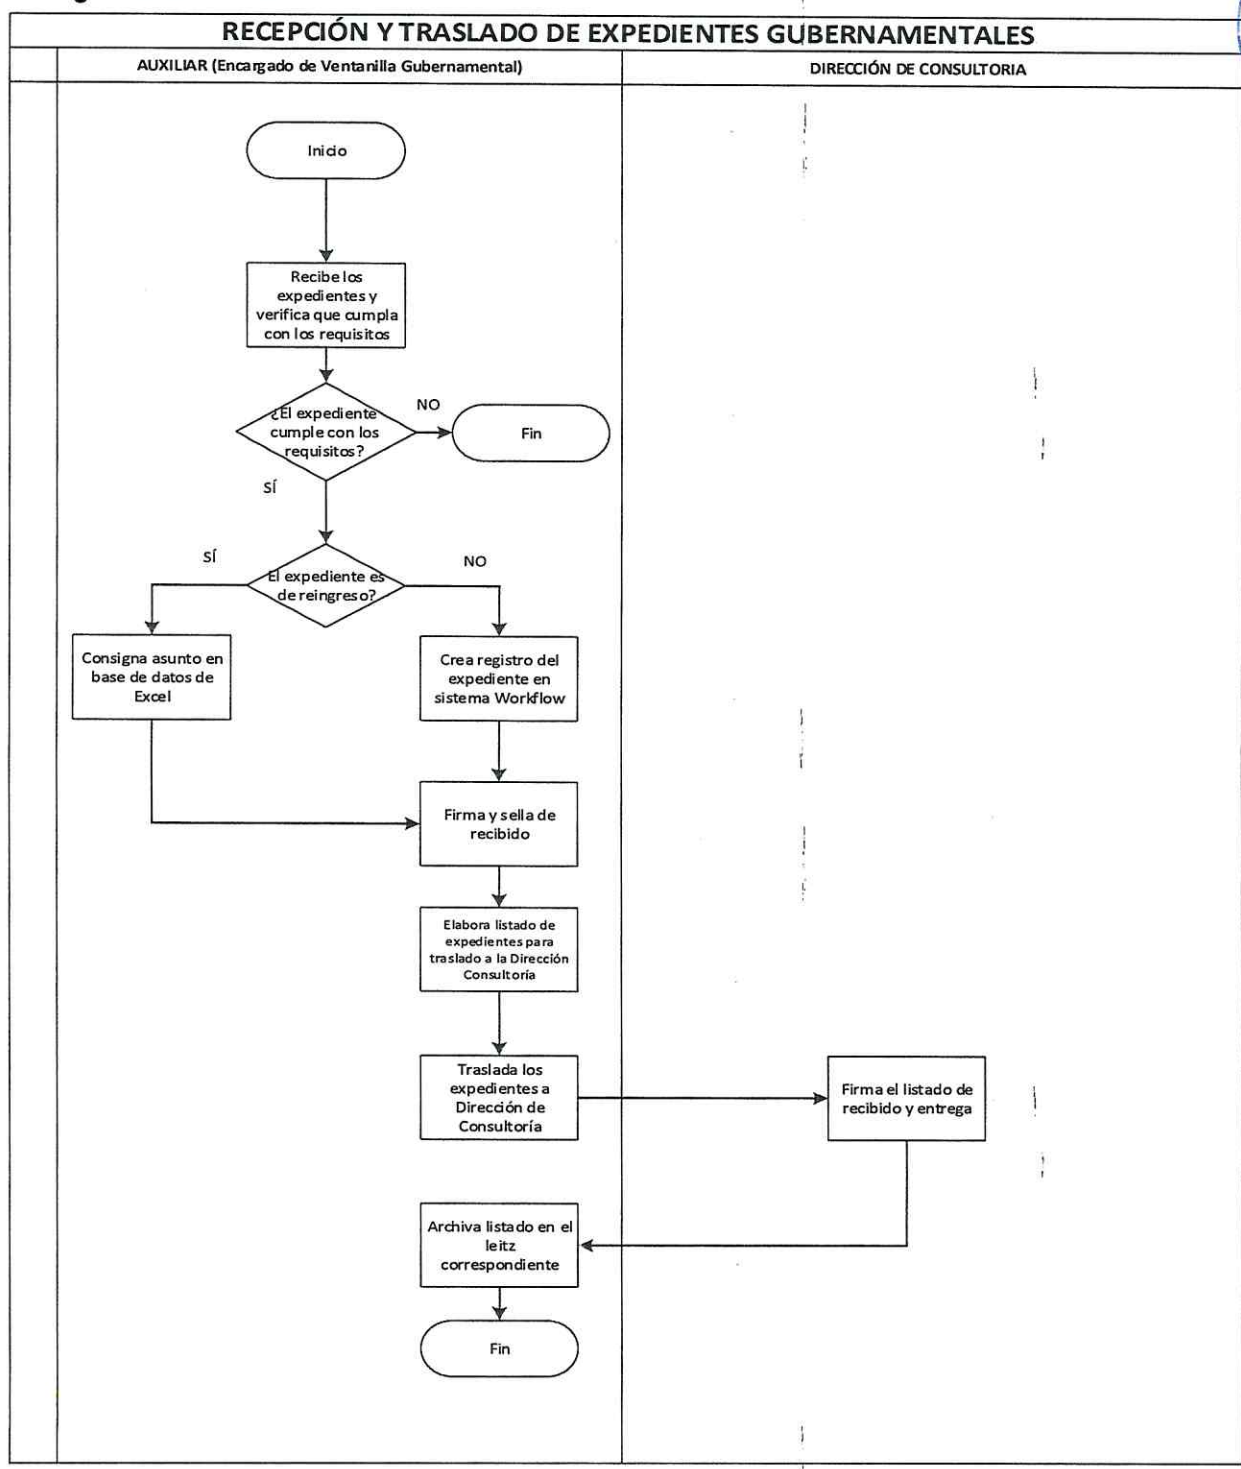 RECEPCIÓN Y TRASLADO DE EXPEDIENTES GUBERNAMENTALES
AUXILIAR (Encargado de Ventanilla Gubernamental)
DIRECCIÓN DE CONSULTORIA
Inicio
Recibe los
expedientes y
verifica que cumpla
con los requisitos
¿El expediente
cumple con los
requisitos?
NO
Fin
SÍ
SÍ
El expediente es
de reingreso?
NO
Consigna asunto en
base de datos de
Excel
Crea registro del
expediente en
sistema Workflow
Firma y sella de
recibido
Elabora listado de
expedientes para
traslado a la Dirección
Consultoría
Traslada los
expedientes a
Dirección de
Consultoría
Firma el listado de
recibido y entrega
Archiva listado en el
leitz
correspondiente
Fin